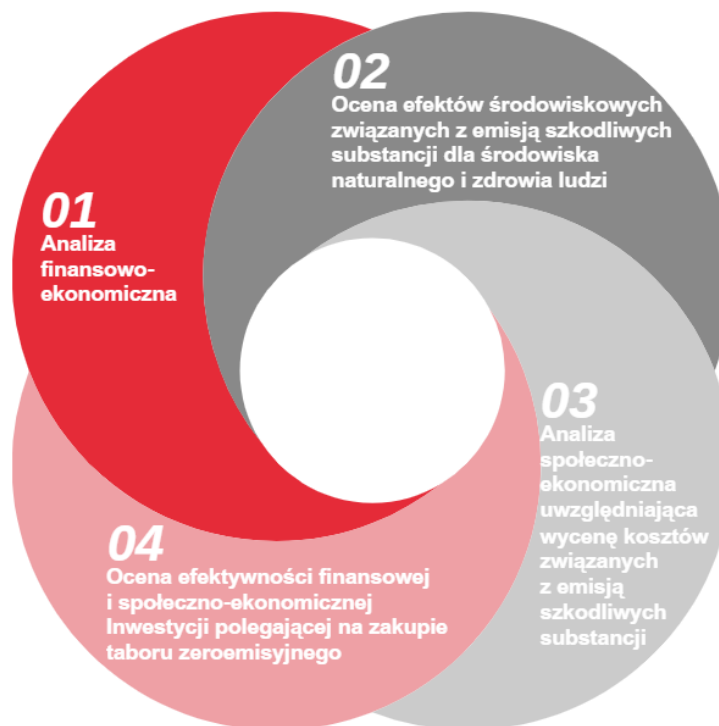 01
Analiza
finansowo-
ekonomiczna
02
Ocena efektów środowiskowych
związanych z emisją szkodliwych
substancji dla środowiska
naturalnego i zdrowia ludzi
03
Analiza
społeczno-
ekonomiczna
uwzględniająca
wycenę kosztów
związanych
z emisją
szkodliwych
substancji
04
Ocena efektywności finansowej
i społeczno-ekonomicznej
Inwestycji polegającej na zakupie
taboru zeroemisyjnego